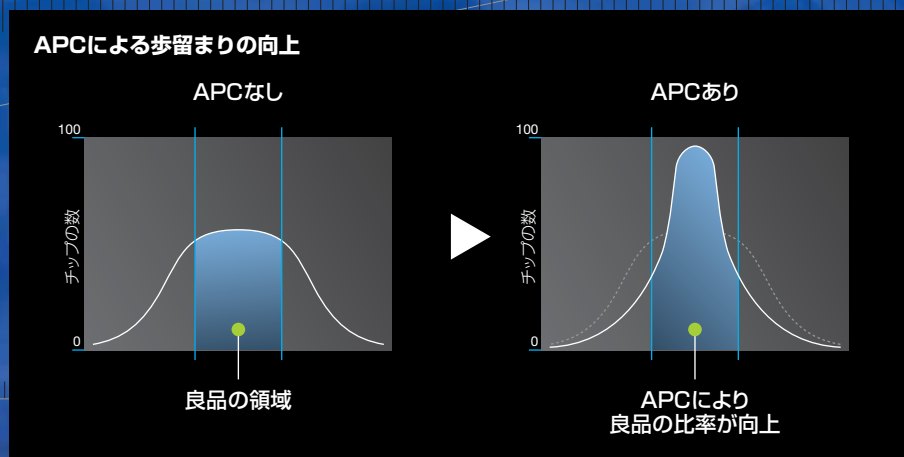 APCによる歩留まりの向上
APCなし
100
チップの数
0
良品の領域
APCあり
100
チップの数
0
APCにより
良品の比率が向上